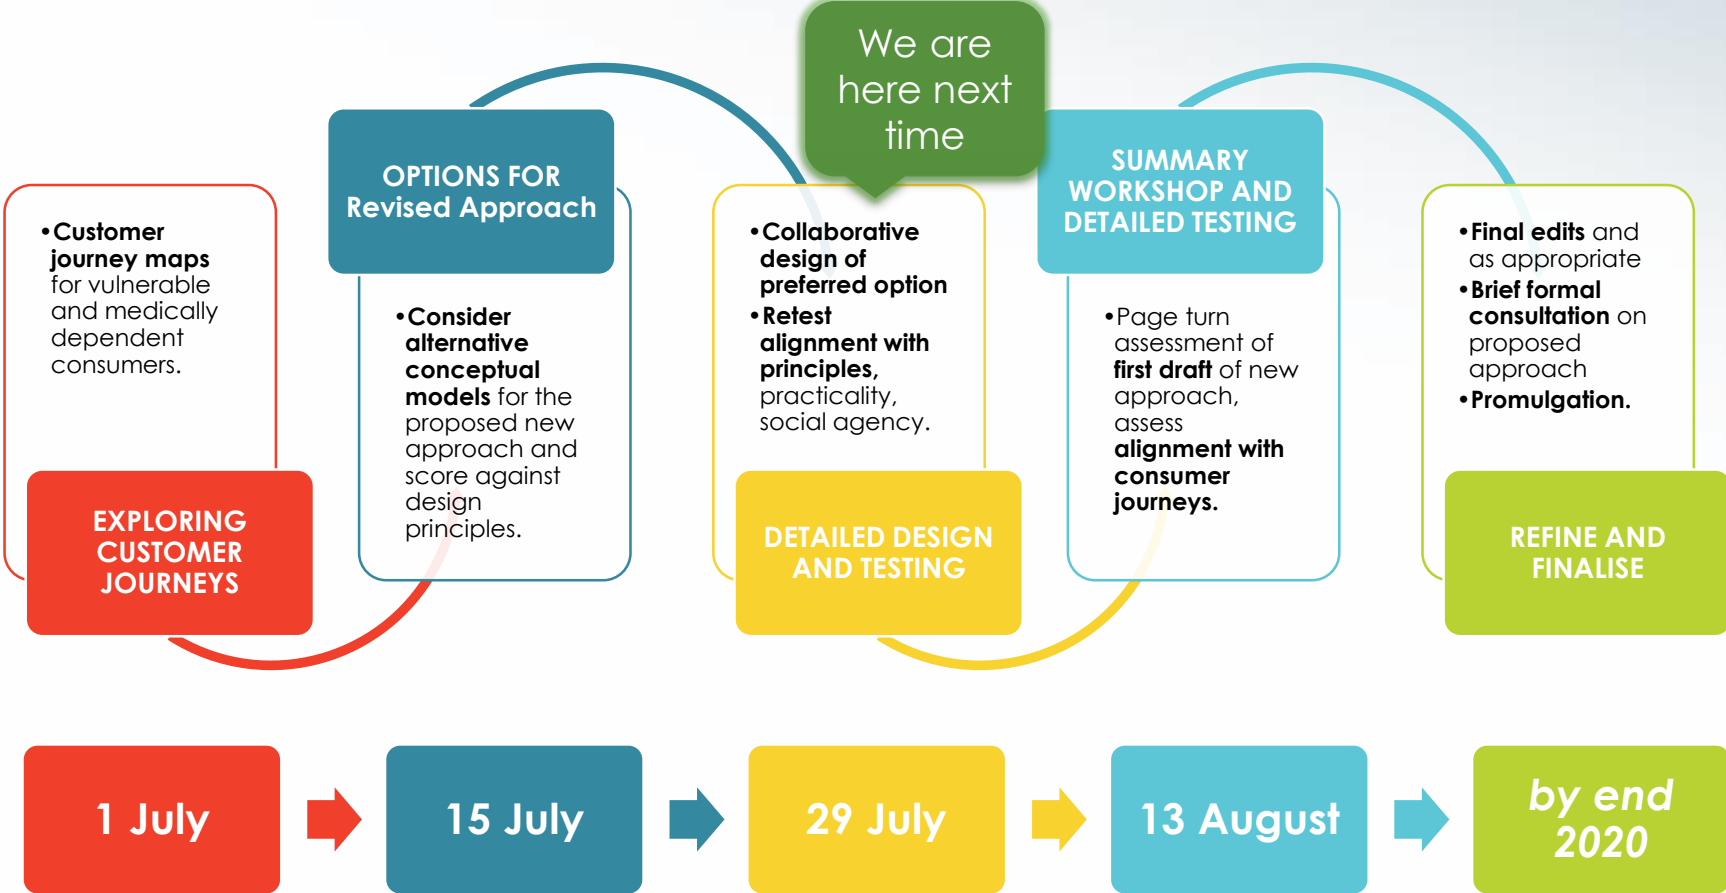 We are
here next
time
•Customer
journey maps
for vulnerable
and medically
dependent
consumers.
EXPLORING
CUSTOMER
JOURNEYS
OPTIONS FOR
Revised Approach
•Consider
alternative
conceptual
models for the
proposed new
approach and
score against
design
principles.
•Collaborative
design of
preferred option
•Retest
alignment with
principles,
practicality,
social agency.
DETAILED DESIGN
AND TESTING
SUMMARY
WORKSHOP AND
DETAILED TESTING
•Page turn
assessment of
first draft of new
approach,
assess
alignment with
consumer
journeys.
•Final edits and
as appropriate
•Brief formal
consultation on
proposed
approach
•Promulgation.
REFINE AND
FINALISE
1 July
15 July
29 July
13 August
by end
2020